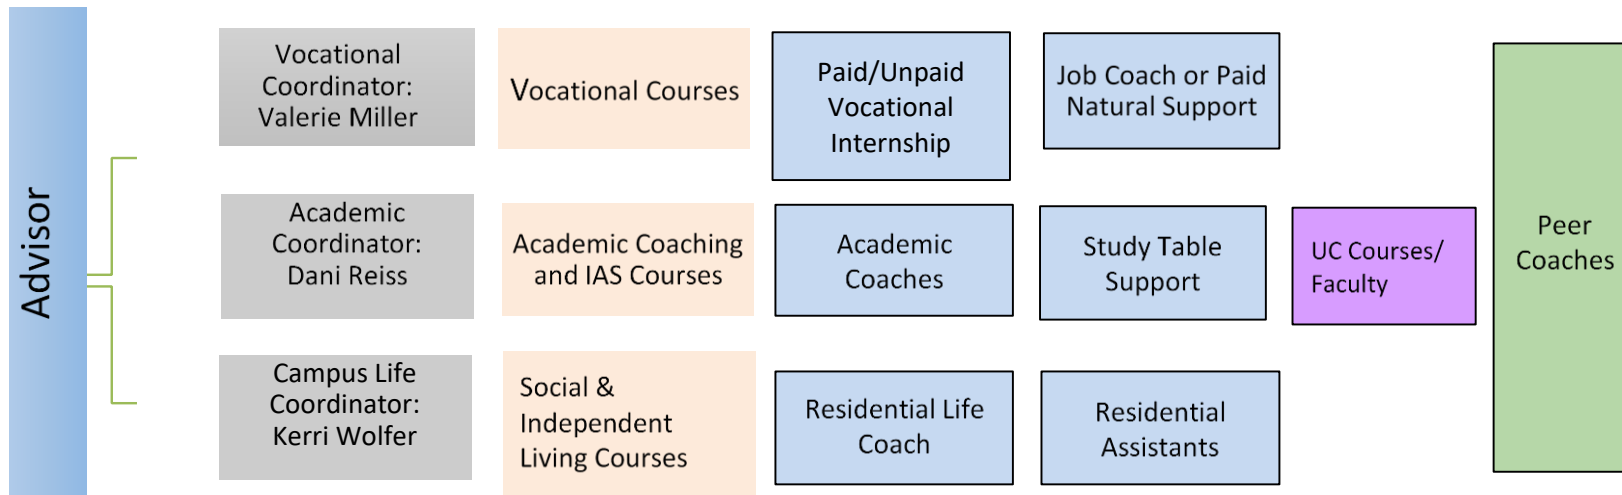 Advisor
Vocational
Coordinator:
Valerie Miller
Vocational Courses
Paid/Unpaid
Vocational
Internship
Job Coach or Paid
Natural Support
Academic
Coordinator:
Dani Reiss
Academic Coaching
and IAS Courses
Academic
Coaches
Study Table
Support
UC Courses/
Faculty
Peer
Coaches
Campus Life
Coordinator:
Kerri Wolfer
Social &
Independent
Living Courses
Residential Life
Coach
Residential
Assistants